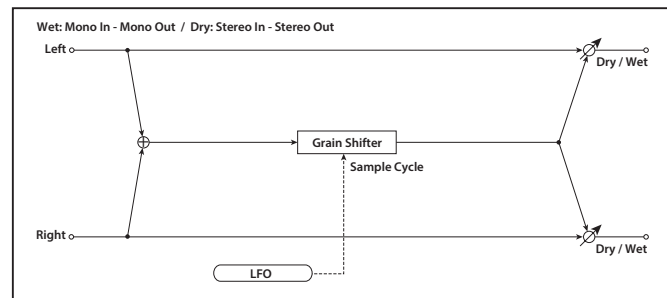 Wet: Mono In - Mono Out / Dry: Stereo In - Stereo Out
Left
Dry / Wet
Grain Shifter
Sample Cycle
Right
Dry / Wet
LFO